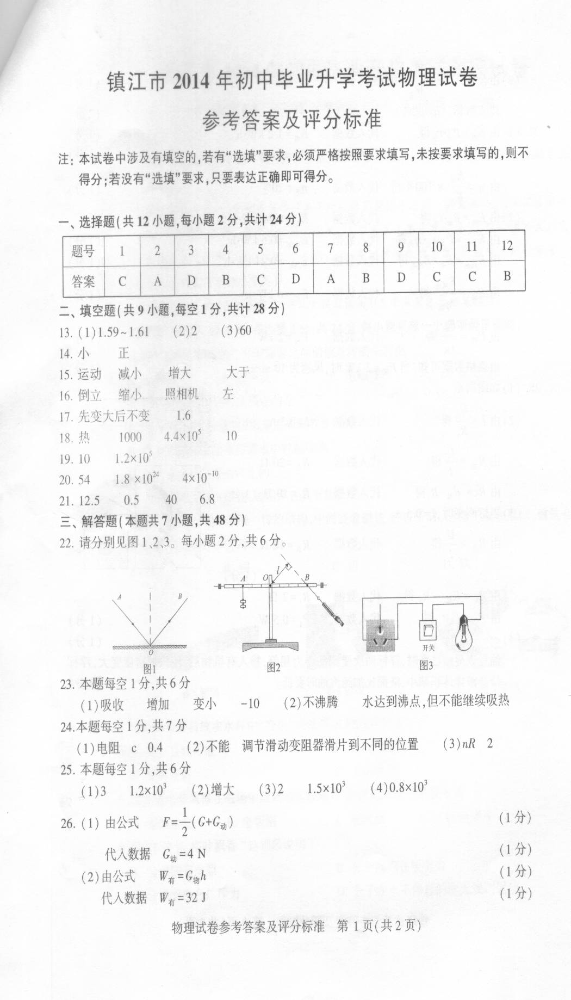 镇江市 2014 年初中毕业升学考试物理试卷
参考答案及评分标准
注：本试卷中涉及有填空的，若有“选填”要求，必须严格按照要求填写，未按要求填写的，则不
得分；若没有“选填”要求，只要表达正确即可得分。
一、选择题（共 12 小题，每小题 2 分，共计 24 分）
题号 1 2 3 4 5 6 7 8 9 10 11 12
答案 C A D B C D A B D C C B
二、填空题（共 9 小题，每空 1 分，共计 28 分）
13. (1)1.59~1.61 (2)2 (3)60
14. 小 正
15. 运动 减小 增大 大于
16. 倒立 缩小 照相机 左
17. 先变大后不变 1.6
18. 热 1000 4.4×10⁵ 10
19. 10 1.2×10⁵
20. 54 1.8×10²⁴ 4×10⁻¹⁰
21. 12.5 0.5 40 6.8
三、解答题（本题共 7 小题，共 48 分）
22. 请分别见图 1、2、3。每小题 2 分，共 6 分。
A B O
图1
A O l B
图2
开关
图3
23. 本题每空 1 分，共 6 分
(1)吸收 增加 变小 -10 (2)不沸腾 水达到沸点，但不能继续吸热
24.本题每空 1 分，共 7 分
(1)电阻 c 0.4 (2)不能 调节滑动变阻器滑片到不同的位置 (3)nR 2
25. 本题每空 1 分，共 6 分
(1)3 1.2×10³ (2)增大 (3)2 1.5×10³ (4)0.8×10³
26. (1) 由公式 F=1/2(G+G动) (1 分)
代入数据 G动=4 N (1 分)
(2)由公式 W有=G物h (1 分)
代入数据 W有=32 J (1 分)
物理试卷参考答案及评分标准 第 1 页(共 2 页)